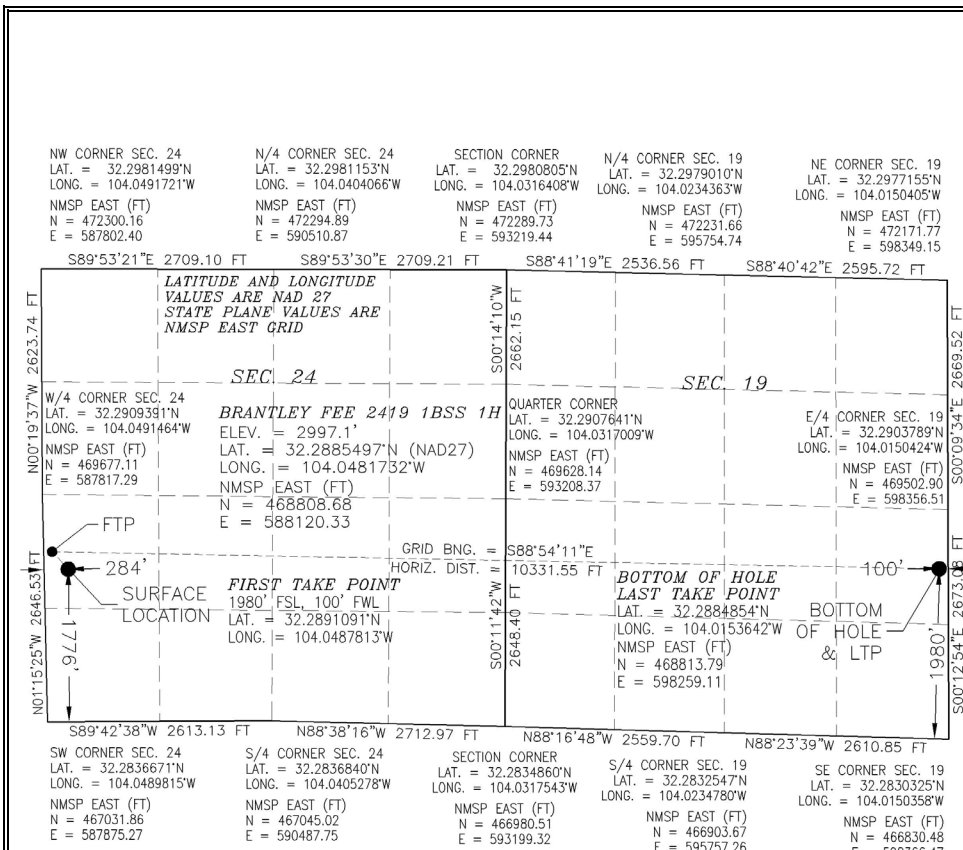 NW CORNER SEC. 24
LAT. = 32.2981499°N
LONG. = 104.0491721°W
NMSP EAST (FT)
N = 472300.16
E = 587802.40
N/4 CORNER SEC. 24
LAT. = 32.2981153°N
LONG. = 104.0404066°W
NMSP EAST (FT)
N = 472294.89
E = 590510.87
SECTION CORNER
LAT. = 32.2980805°N
LONG. = 104.0316408°W
NMSP EAST (FT)
N = 472289.73
E = 593219.44
N/4 CORNER SEC. 19
LAT. = 32.2979010°N
LONG. = 104.0234363°W
NMSP EAST (FT)
N = 472231.66
E = 595754.74
NE CORNER SEC. 19
LAT. = 32.2977155°N
LONG. = 104.0150405°W
NMSP EAST (FT)
N = 472171.77
E = 598349.15
S89°53'21"E 2709.10 FT
S89°53'30"E 2709.21 FT
S88°41'19"E 2536.56 FT
S88°40'42"E 2595.72 FT
LATITUDE AND LONGITUDE
VALUES ARE NAD 27
STATE PLANE VALUES ARE
NMSP EAST GRID
N00°19'37"W 2623.74 FT
S00°14'10"W
2662.15 FT
S00°09'34"E 2669.52 FT
SEC. 24
SEC. 19
W/4 CORNER SEC. 24
LAT. = 32.2909391°N
LONG. = 104.0491464°W
NMSP EAST (FT)
N = 469677.11
E = 587817.29
BRANTLEY FEE 2419 1BSS 1H
ELEV. = 2997.1'
LAT. = 32.2885497°N (NAD27)
LONG. = 104.0481732°W
NMSP EAST (FT)
N = 468808.68
E = 588120.33
QUARTER CORNER
LAT. = 32.2907641°N
LONG. = 104.0317009°W
NMSP EAST (FT)
N = 469628.14
E = 593208.37
E/4 CORNER SEC. 19
LAT. = 32.2903789°N
LONG. = 104.0150424°W
NMSP EAST (FT)
N = 469502.90
E = 598356.51
FTP
GRID BNG. = S88°54'11"E
HORIZ. DIST. = 10331.55 FT
284'
SURFACE
LOCATION
1776'
FIRST TAKE POINT
1980' FSL, 100' FWL
LAT. = 32.2891091°N
LONG. = 104.0487813°W
BOTTOM OF HOLE
LAST TAKE POINT
LAT. = 32.2884854°N
LONG. = 104.0153642°W
NMSP EAST (FT)
N = 468813.79
E = 598259.11
100'
BOTTOM
OF HOLE
& LTP
1980'
N01°15'25"W 2646.53 FT
S00°11'42"W
2648.40 FT
S00°12'54"E 2673.08 FT
S89°42'38"W 2613.13 FT
N88°38'16"W 2712.97 FT
N88°16'48"W 2559.70 FT
N88°23'39"W 2610.85 FT
SW CORNER SEC. 24
LAT. = 32.2836671°N
LONG. = 104.0489815°W
NMSP EAST (FT)
N = 467031.86
E = 587875.27
S/4 CORNER SEC. 24
LAT. = 32.2836840°N
LONG. = 104.0405278°W
NMSP EAST (FT)
N = 467045.02
E = 590487.75
SECTION CORNER
LAT. = 32.2834860°N
LONG. = 104.0317543°W
NMSP EAST (FT)
N = 466980.51
E = 593199.32
S/4 CORNER SEC. 19
LAT. = 32.2832547°N
LONG. = 104.0234780°W
NMSP EAST (FT)
N = 466903.67
E = 595757.26
SE CORNER SEC. 19
LAT. = 32.2830325°N
LONG. = 104.0150358°W
NMSP EAST (FT)
N = 466830.48